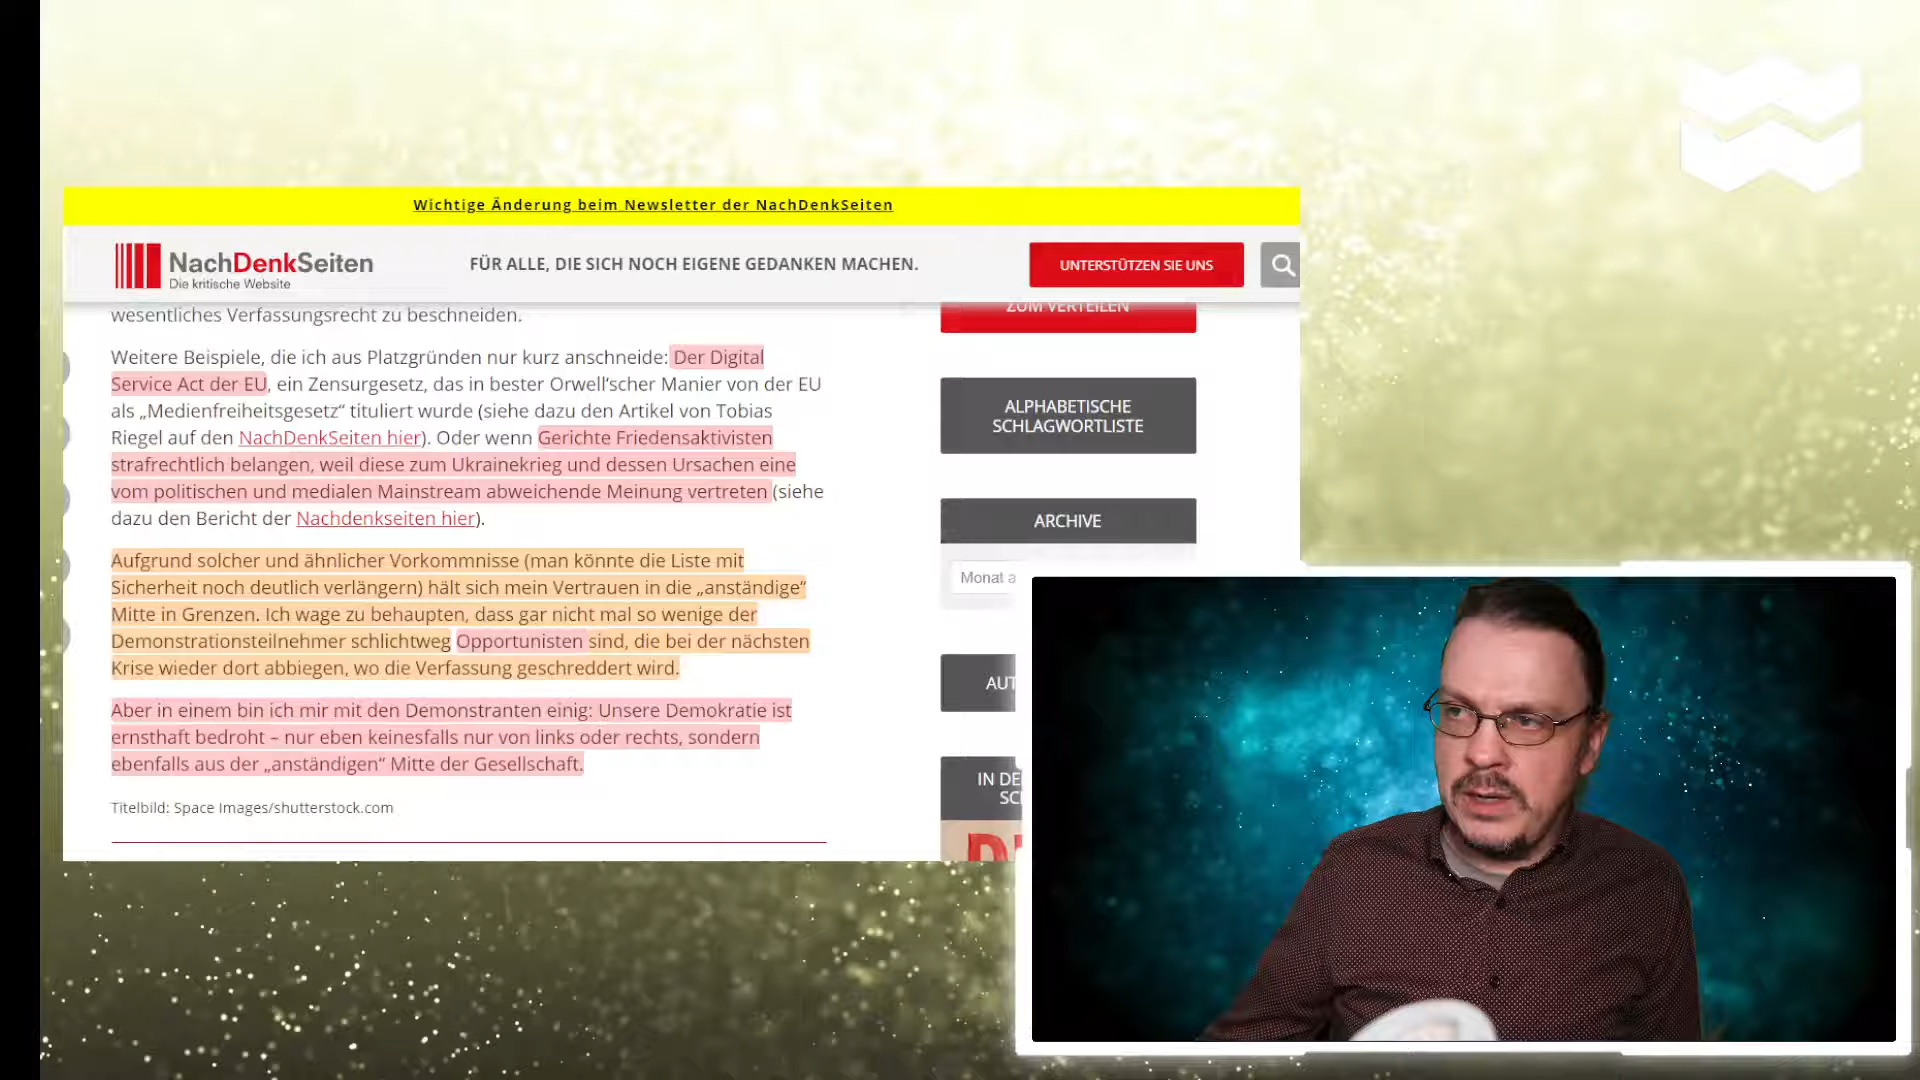 Wichtige Änderung beim Newsletter der NachDenkSeiten
NachDenkSeiten
Die kritische Website
FÜR ALLE, DIE SICH NOCH EIGENE GEDANKEN MACHEN.
UNTERSTÜTZEN SIE UNS
wesentliches Verfassungsrecht zu beschneiden.
Weitere Beispiele, die ich aus Platzgründen nur kurz anschneide: Der Digital
Service Act der EU, ein Zensurgesetz, das in bester Orwell‘scher Manier von der EU
als „Medienfreiheitsgesetz“ tituliert wurde (siehe dazu den Artikel von Tobias
Riegel auf den NachDenkSeiten hier). Oder wenn Gerichte Friedensaktivisten
strafrechtlich belangen, weil diese zum Ukrainekrieg und dessen Ursachen eine
vom politischen und medialen Mainstream abweichende Meinung vertreten (siehe
dazu den Bericht der Nachdenkseiten hier).
Aufgrund solcher und ähnlicher Vorkommnisse (man könnte die Liste mit
Sicherheit noch deutlich verlängern) hält sich mein Vertrauen in die „anständige“
Mitte in Grenzen. Ich wage zu behaupten, dass gar nicht mal so wenige der
Demonstrationsteilnehmer schlichtweg Opportunisten sind, die bei der nächsten
Krise wieder dort abbiegen, wo die Verfassung geschreddert wird.
Aber in einem bin ich mir mit den Demonstranten einig: Unsere Demokratie ist
ernsthaft bedroht – nur eben keinesfalls nur von links oder rechts, sondern
ebenfalls aus der „anständigen“ Mitte der Gesellschaft.
Titelbild: Space Images/shutterstock.com
ZUM VERTEILEN
ALPHABETISCHE
SCHLAGWORTLISTE
ARCHIVE
Monat a
AUT
IN DE
SC